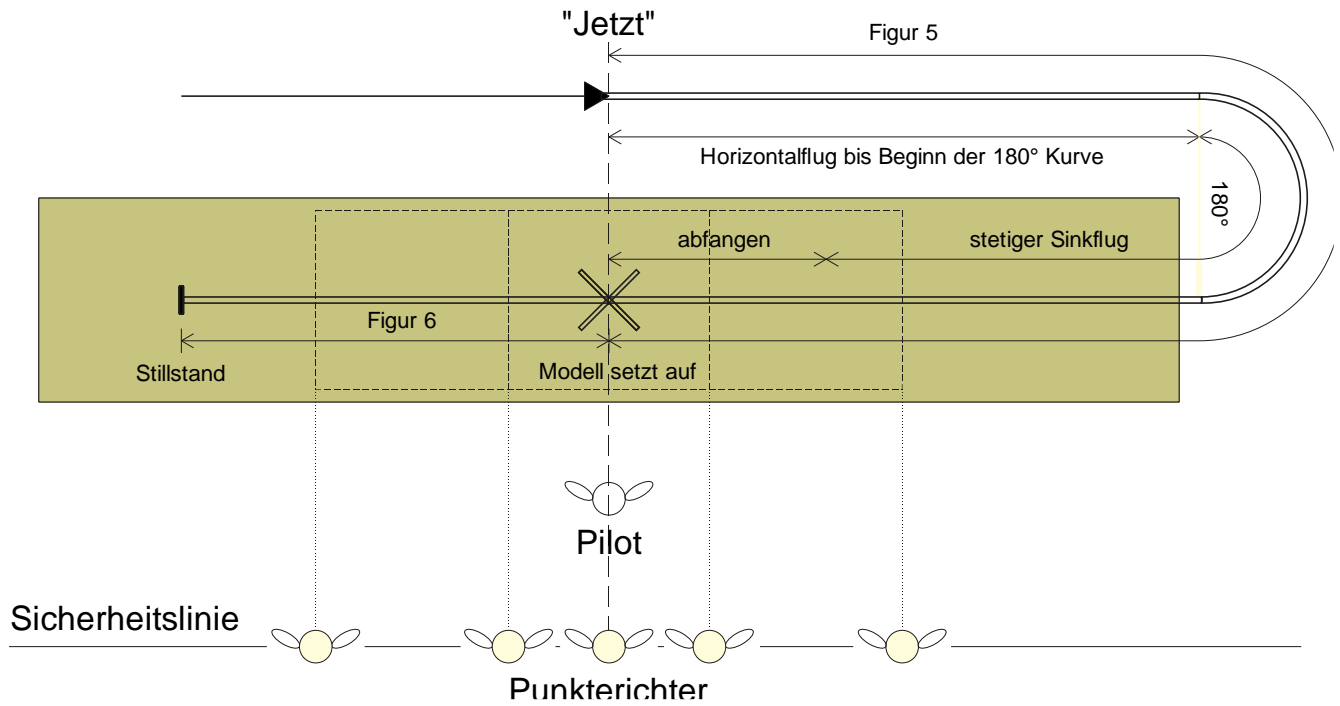 "Jetzt"
Figur 5
Horizontalflug bis Beginn der 180° Kurve
180°
abfangen
stetiger Sinkflug
Figur 6
Stillstand
Modell setzt auf
Pilot
Sicherheitslinie
Punkterichter